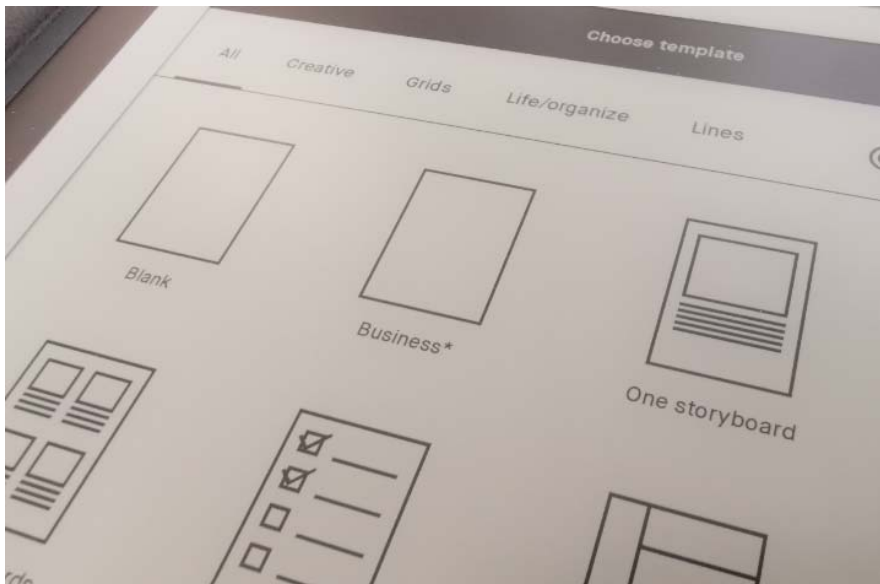 Choose template
All Creative Grids Life/organize Lines
Blank
Business*
One storyboard